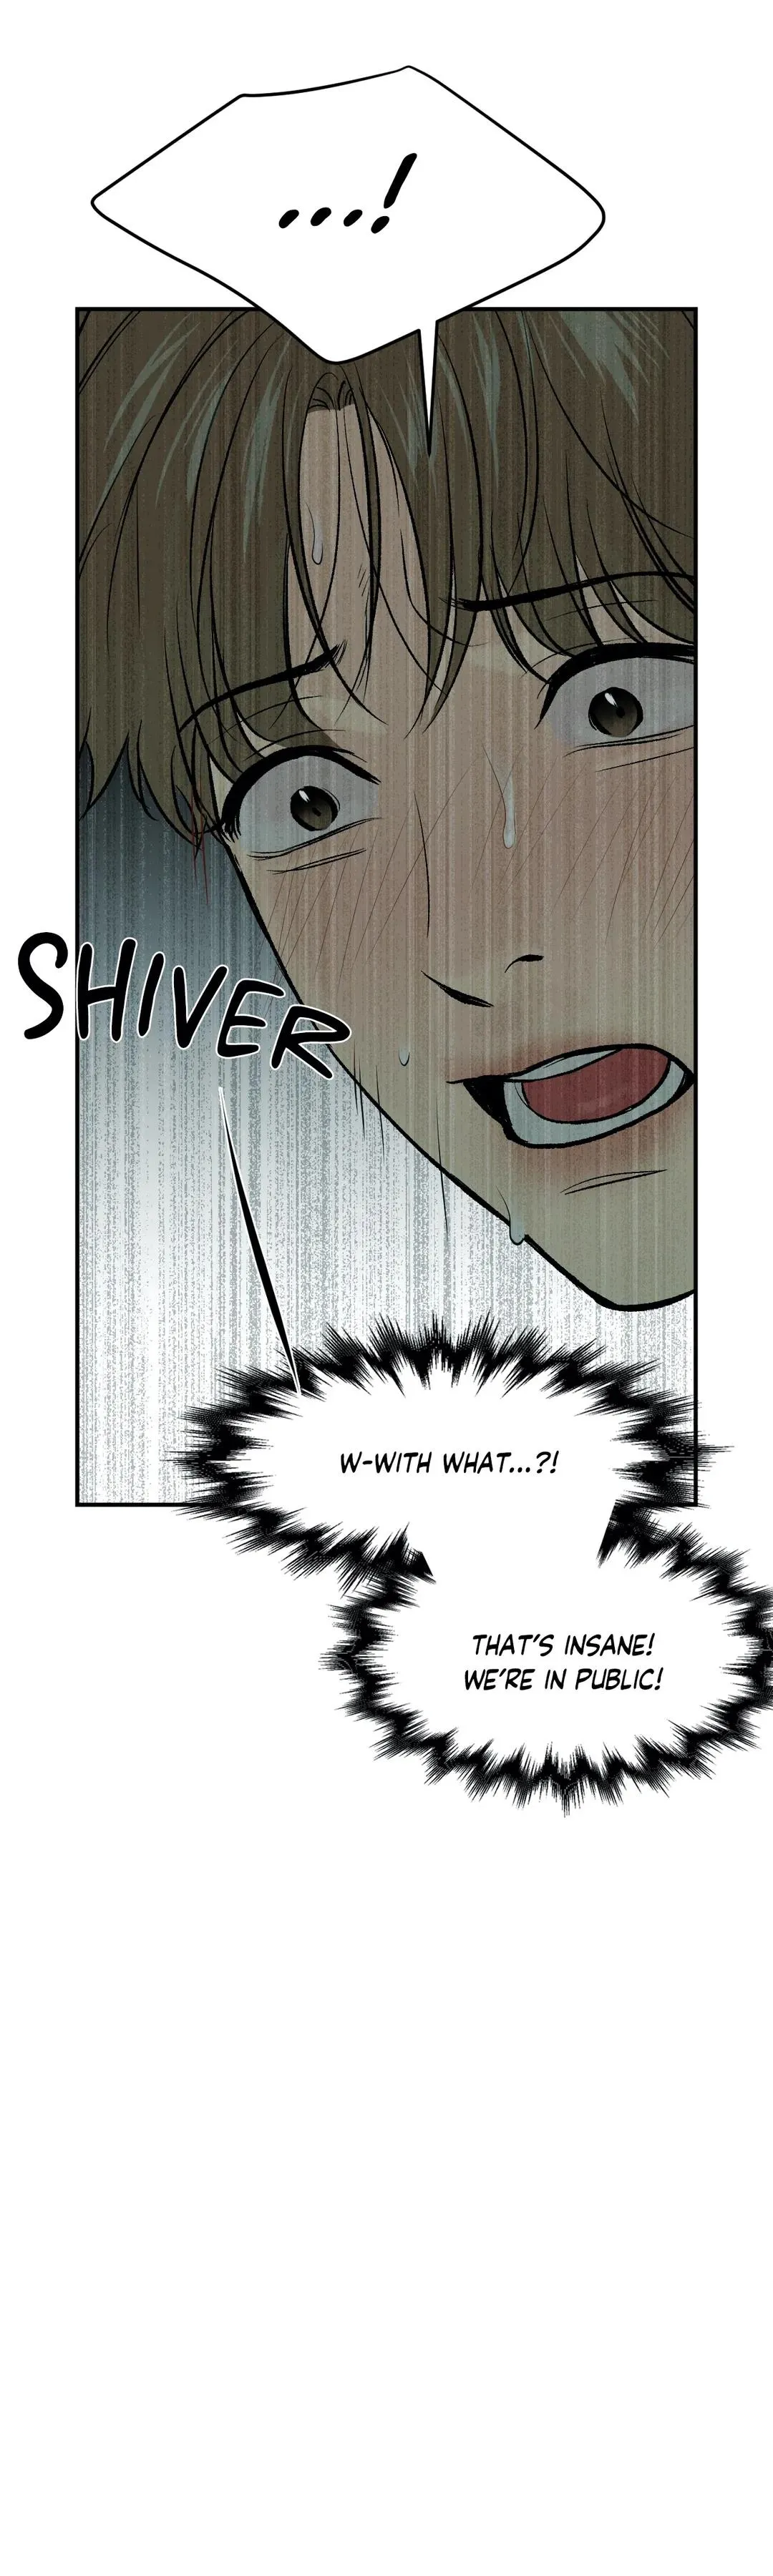 ...!
SHIVER
W-WITH WHAT...?!
THAT'S INSANE!
WE'RE IN PUBLIC!